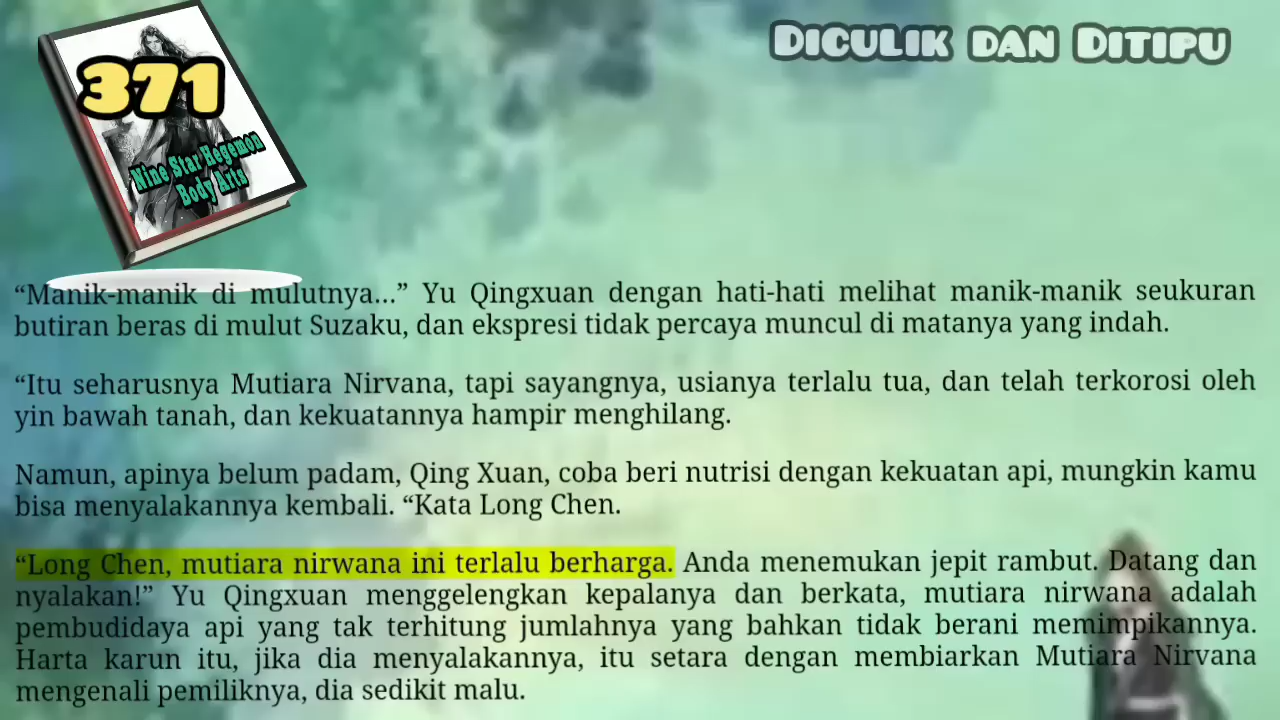 371
Nine Star Hegemon
Body Arts
Diculik dan Ditipu
“Manik-manik di mulutnya...” Yu Qingxuan dengan hati-hati melihat manik-manik seukuran
butiran beras di mulut Suzaku, dan ekspresi tidak percaya muncul di matanya yang indah.
“Itu seharusnya Mutiara Nirvana, tapi sayangnya, usianya terlalu tua, dan telah terkorosi oleh
yin bawah tanah, dan kekuatannya hampir menghilang.
Namun, apinya belum padam, Qing Xuan, coba beri nutrisi dengan kekuatan api, mungkin kamu
bisa menyalakannya kembali. “Kata Long Chen.
“Long Chen, mutiara nirwana ini terlalu berharga. Anda menemukan jepit rambut. Datang dan
nyalakan!” Yu Qingxuan menggelengkan kepalanya dan berkata, mutiara nirwana adalah
pembudidaya api yang tak terhitung jumlahnya yang bahkan tidak berani memimpikannya.
Harta karun itu, jika dia menyalakannya, itu setara dengan membiarkan Mutiara Nirvana
mengenali pemiliknya, dia sedikit malu.